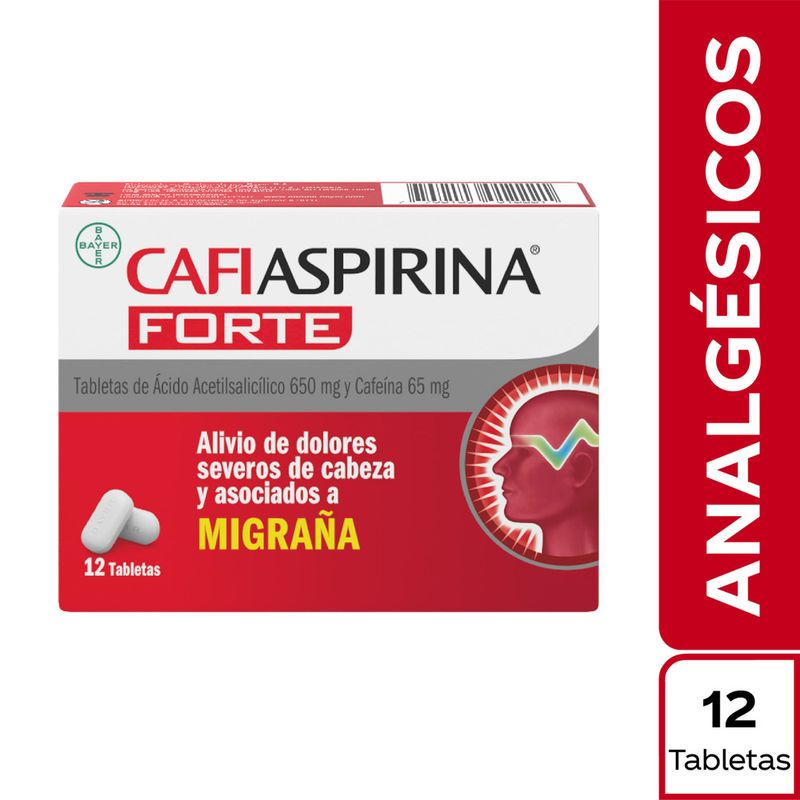 BAYER
BAYER
CAFIASPIRINA®
FORTE
Tabletas de Ácido Acetilsalicílico 650 mg y Cafeína 65 mg
Alivio de dolores
severos de cabeza
y asociados a
MIGRAÑA
12 Tabletas
ANALGÉSICOS
12
Tabletas